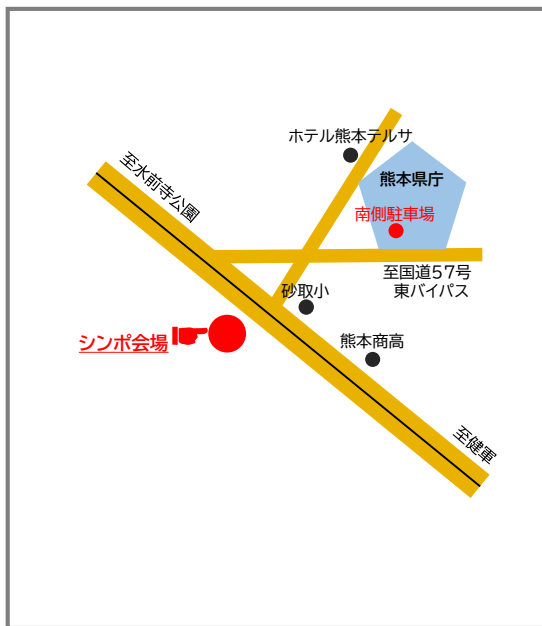 ホテル熊本テルサ
至水前寺公園
熊本県庁
南側駐車場
至国道57号
東バイパス
砂取小
シンポ会場
熊本商高
至健軍